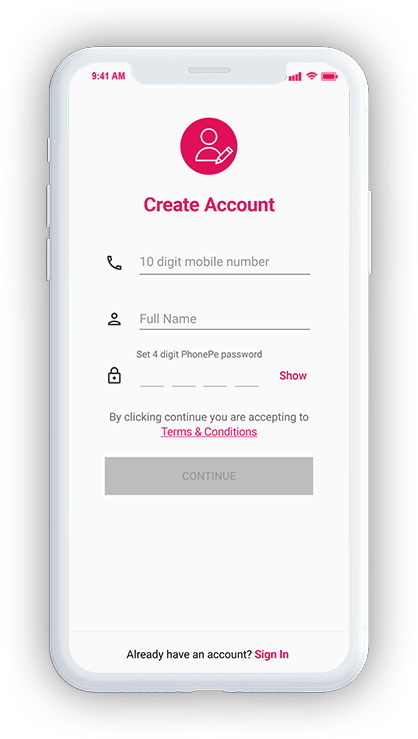 9:41 AM
Create Account
10 digit mobile number
Full Name
Set 4 digit PhonePe password
Show
By clicking continue you are accepting to
Terms & Conditions
CONTINUE
Already have an account? Sign In